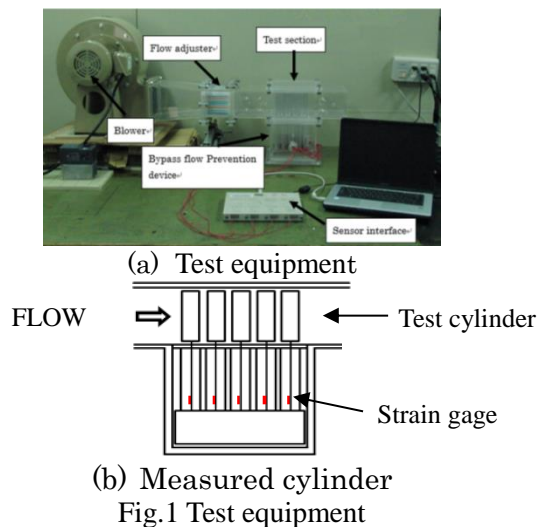 Test section
Flow adjuster
Blower
Bypass flow Prevention
device
Sensor interface
(a) Test equipment
FLOW
Test cylinder
Strain gage
(b) Measured cylinder
Fig.1 Test equipment